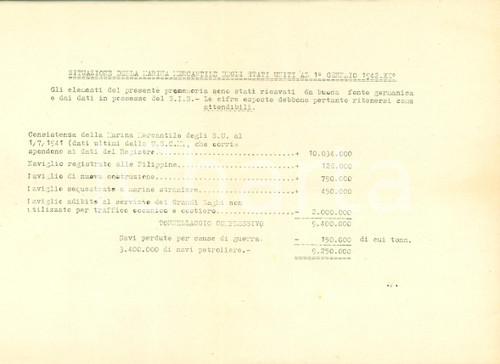 SITUAZIONE DELLA MARINA MERCANTILE DEGLI STATI UNITI AL 1° GENNAIO 1942.XX°
Gli elementi del presente promemoria sono stati ricavati da buona fonte germanica
e dai dati in possesso del S.I.S.- Le cifre esposte debbono pertanto ritenersi come
attendibili.
Consistenza della Marina Mercantile degli S.U. al
1/7/1941 (dati ultimi della U.S.C.M., che corris
spondono ai dati del Registro...+ 10.034.000
Naviglio registrato alle Filippine...+ 126.000
Naviglio di nuova costruzione...+ 790.000
Naviglio sequestrato a marine straniere...+ 450.000
Naviglio adibito al servizio dei Grandi Laghi non
utilizzato per traffico oceanico e costiero...- 2.000.000
TONNELLAGGIO COMPLESSIVO 9.400.000
Navi perdute per cause di guerra. - 150.000 di cui tonn.
3.400.000 di navi petroliere.- 9.250.000
./.